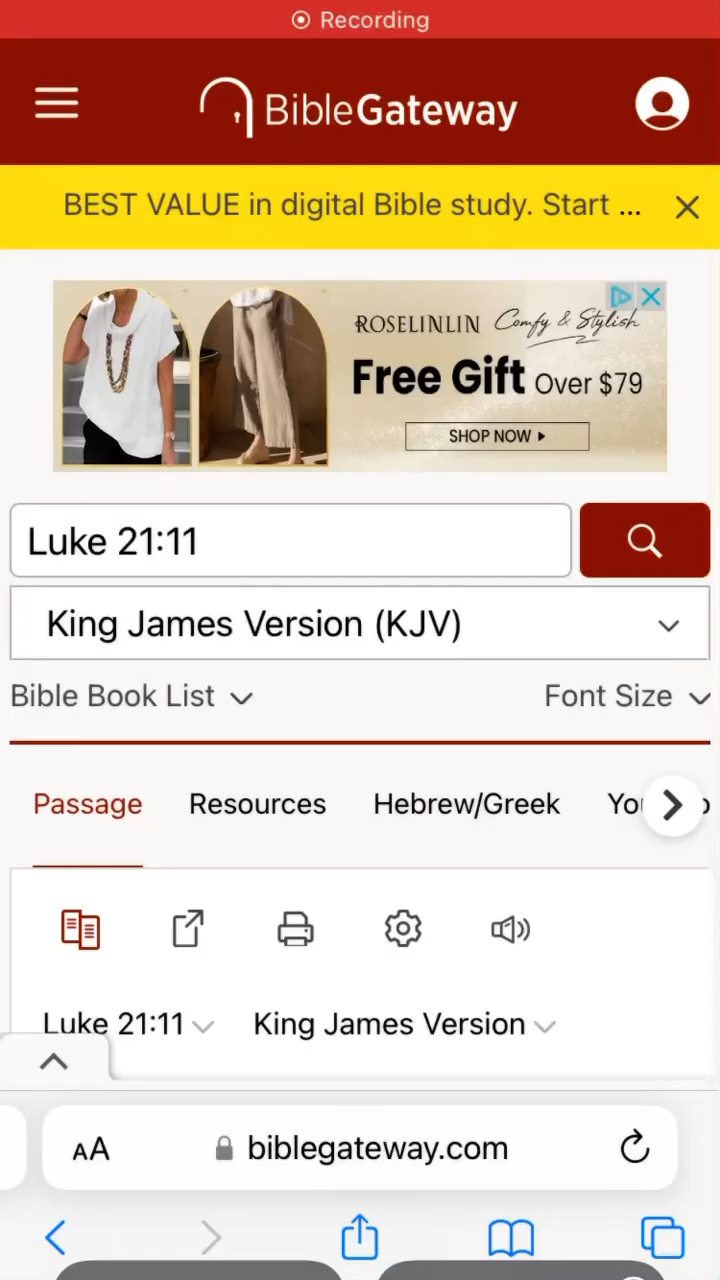 Recording
BibleGateway
BEST VALUE in digital Bible study. Start ...
ROSELINLIN Comfy & Stylish
Free Gift Over $79
SHOP NOW
Luke 21:11
King James Version (KJV)
Bible Book List Font Size
Passage Resources Hebrew/Greek
Luke 21:11 King James Version
AA biblegateway.com